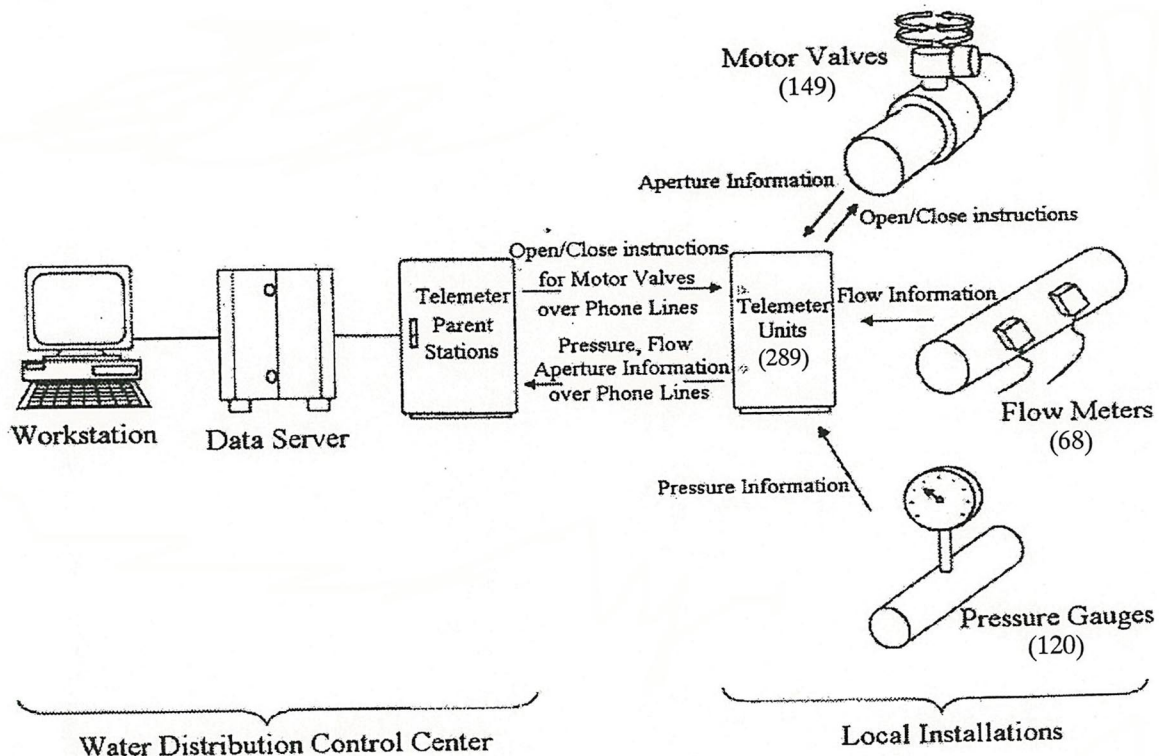 Motor Valves
(149)
Aperture Information
Open/Close instructions
Open/Close instructions
for Motor Valves
over Phone Lines
Telemeter
Parent
Stations
Telemeter
Units
(289)
Flow Information
Pressure, Flow
Aperture Information
over Phone Lines
Workstation
Data Server
Flow Meters
(68)
Pressure Information
Pressure Gauges
(120)
Water Distribution Control Center
Local Installations